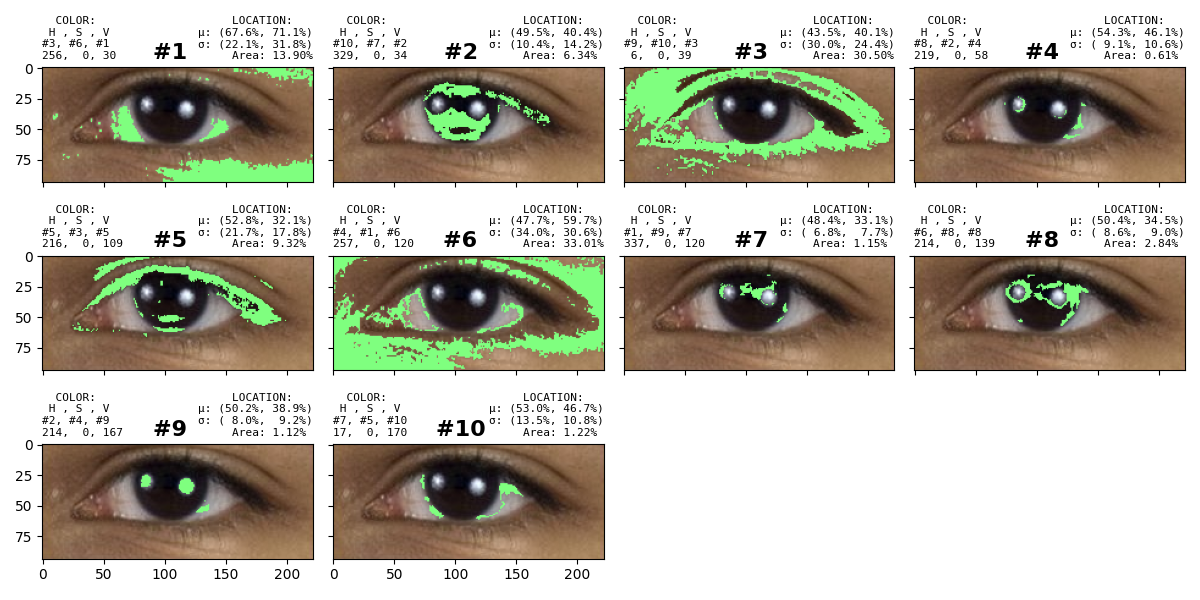 COLOR: LOCATION: COLOR: LOCATION: COLOR: LOCATION: COLOR: LOCATION:
H , S , V μ: (67.6%, 71.1%) H , S , V μ: (49.5%, 40.4%) H , S , V μ: (43.5%, 40.1%) H , S , V μ: (54.3%, 46.1%)
#3, #6, #1 σ: (22.1%, 31.8%) #10, #7, #2 σ: (10.4%, 14.2%) #9, #10, #3 σ: (30.0%, 24.4%) #8, #2, #4 σ: ( 9.1%, 10.6%)
256, 0, 30 #1 Area: 13.90% 329, 0, 34 #2 Area: 6.34% 6, 0, 39 #3 Area: 30.50% 219, 0, 58 #4 Area: 0.61%
0
25
50
75
COLOR: LOCATION: COLOR: LOCATION: COLOR: LOCATION: COLOR: LOCATION:
H , S , V μ: (52.8%, 32.1%) H , S , V μ: (47.7%, 59.7%) H , S , V μ: (48.4%, 33.1%) H , S , V μ: (50.4%, 34.5%)
#5, #3, #5 σ: (21.7%, 17.8%) #4, #1, #6 σ: (34.0%, 30.6%) #1, #9, #7 σ: ( 6.8%, 7.7%) #6, #8, #8 σ: ( 8.6%, 9.0%)
216, 0, 109 #5 Area: 9.32% 257, 0, 120 #6 Area: 33.01% 337, 0, 120 #7 Area: 1.15% 214, 0, 139 #8 Area: 2.84%
0
25
50
75
COLOR: LOCATION: COLOR: LOCATION:
H , S , V μ: (50.2%, 38.9%) H , S , V μ: (53.0%, 46.7%)
#2, #4, #9 σ: ( 8.0%, 9.2%) #7, #5, #10 σ: (13.5%, 10.8%)
214, 0, 167 #9 Area: 1.12% 17, 0, 170 #10 Area: 1.22%
0
25
50
75
0 50 100 150 200 0 50 100 150 200